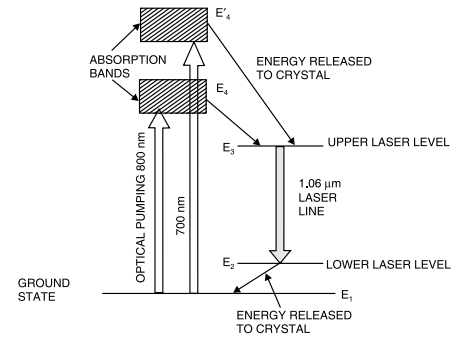 E′₄
ABSORPTION
BANDS
ENERGY RELEASED
TO CRYSTAL
E₄
OPTICAL PUMPING 800 nm
700 nm
E₃
UPPER LASER LEVEL
1.06 μm
LASER
LINE
E₂
LOWER LASER LEVEL
GROUND
STATE
E₁
ENERGY RELEASED
TO CRYSTAL